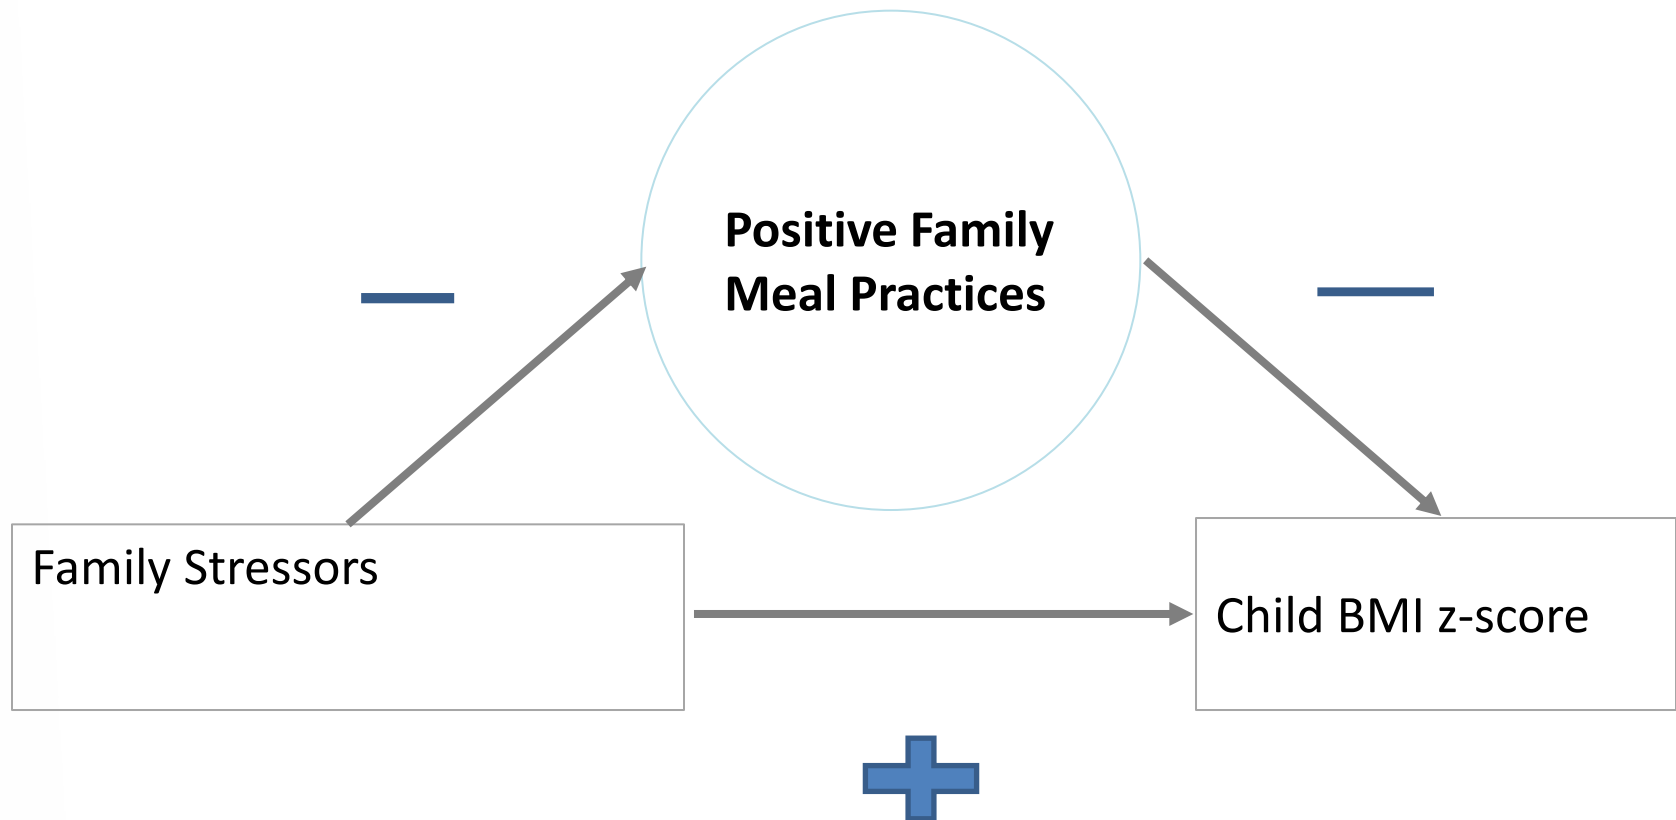 Positive Family
Meal Practices
Family Stressors
Child BMI z-score